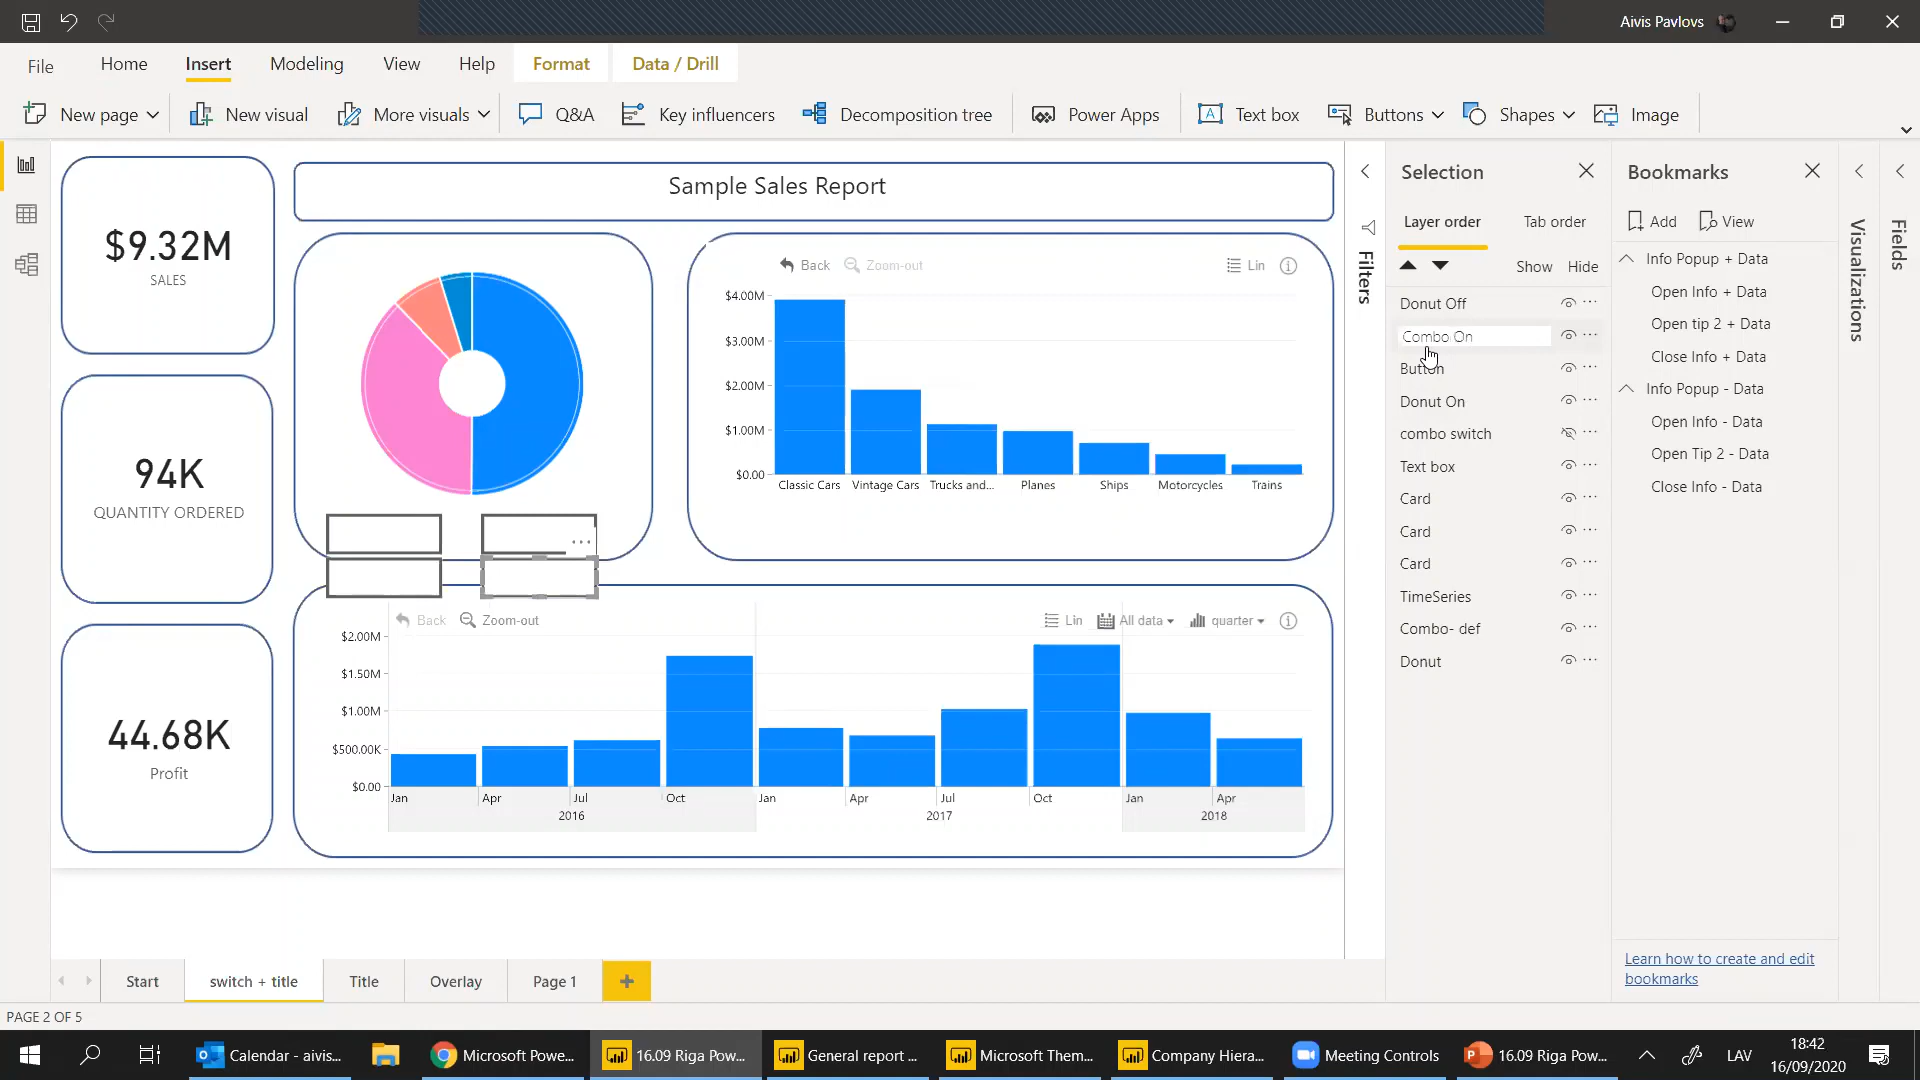 Aivis Pavlovs
File Home Insert Modeling View Help Format Data / Drill
New page New visual More visuals Q&A Key influencers Decomposition tree Power Apps Text box Buttons Shapes Image
$9.32M
SALES
94K
QUANTITY ORDERED
44.68K
Profit
Sample Sales Report
Back Zoom-out Lin
$4.00M
$3.00M
$2.00M
$1.00M
$0.00
Classic Cars Vintage Cars Trucks and... Planes Ships Motorcycles Trains
Back Zoom-out Lin All data quarter
$2.00M
$1.50M
$1.00M
$500.00K
$0.00
Jan Apr Jul Oct Jan Apr Jul Oct Jan Apr
2016 2017 2018
Filters
Selection
Layer order Tab order
Show Hide
Donut Off
Combo On
Button
Donut On
combo switch
Text box
Card
Card
Card
TimeSeries
Combo- def
Donut
Bookmarks
Add View
Info Popup + Data
Open Info + Data
Open tip 2 + Data
Close Info + Data
Info Popup - Data
Open Info - Data
Open Tip 2 - Data
Close Info - Data
Learn how to create and edit
bookmarks
Visualizations
Fields
Start switch + title Title Overlay Page 1
PAGE 2 OF 5
Calendar - aivis... Microsoft Powe... 16.09 Riga Pow... General report ... Microsoft Them... Company Hiera... Meeting Controls 16.09 Riga Pow... LAV
18:42
16/09/2020